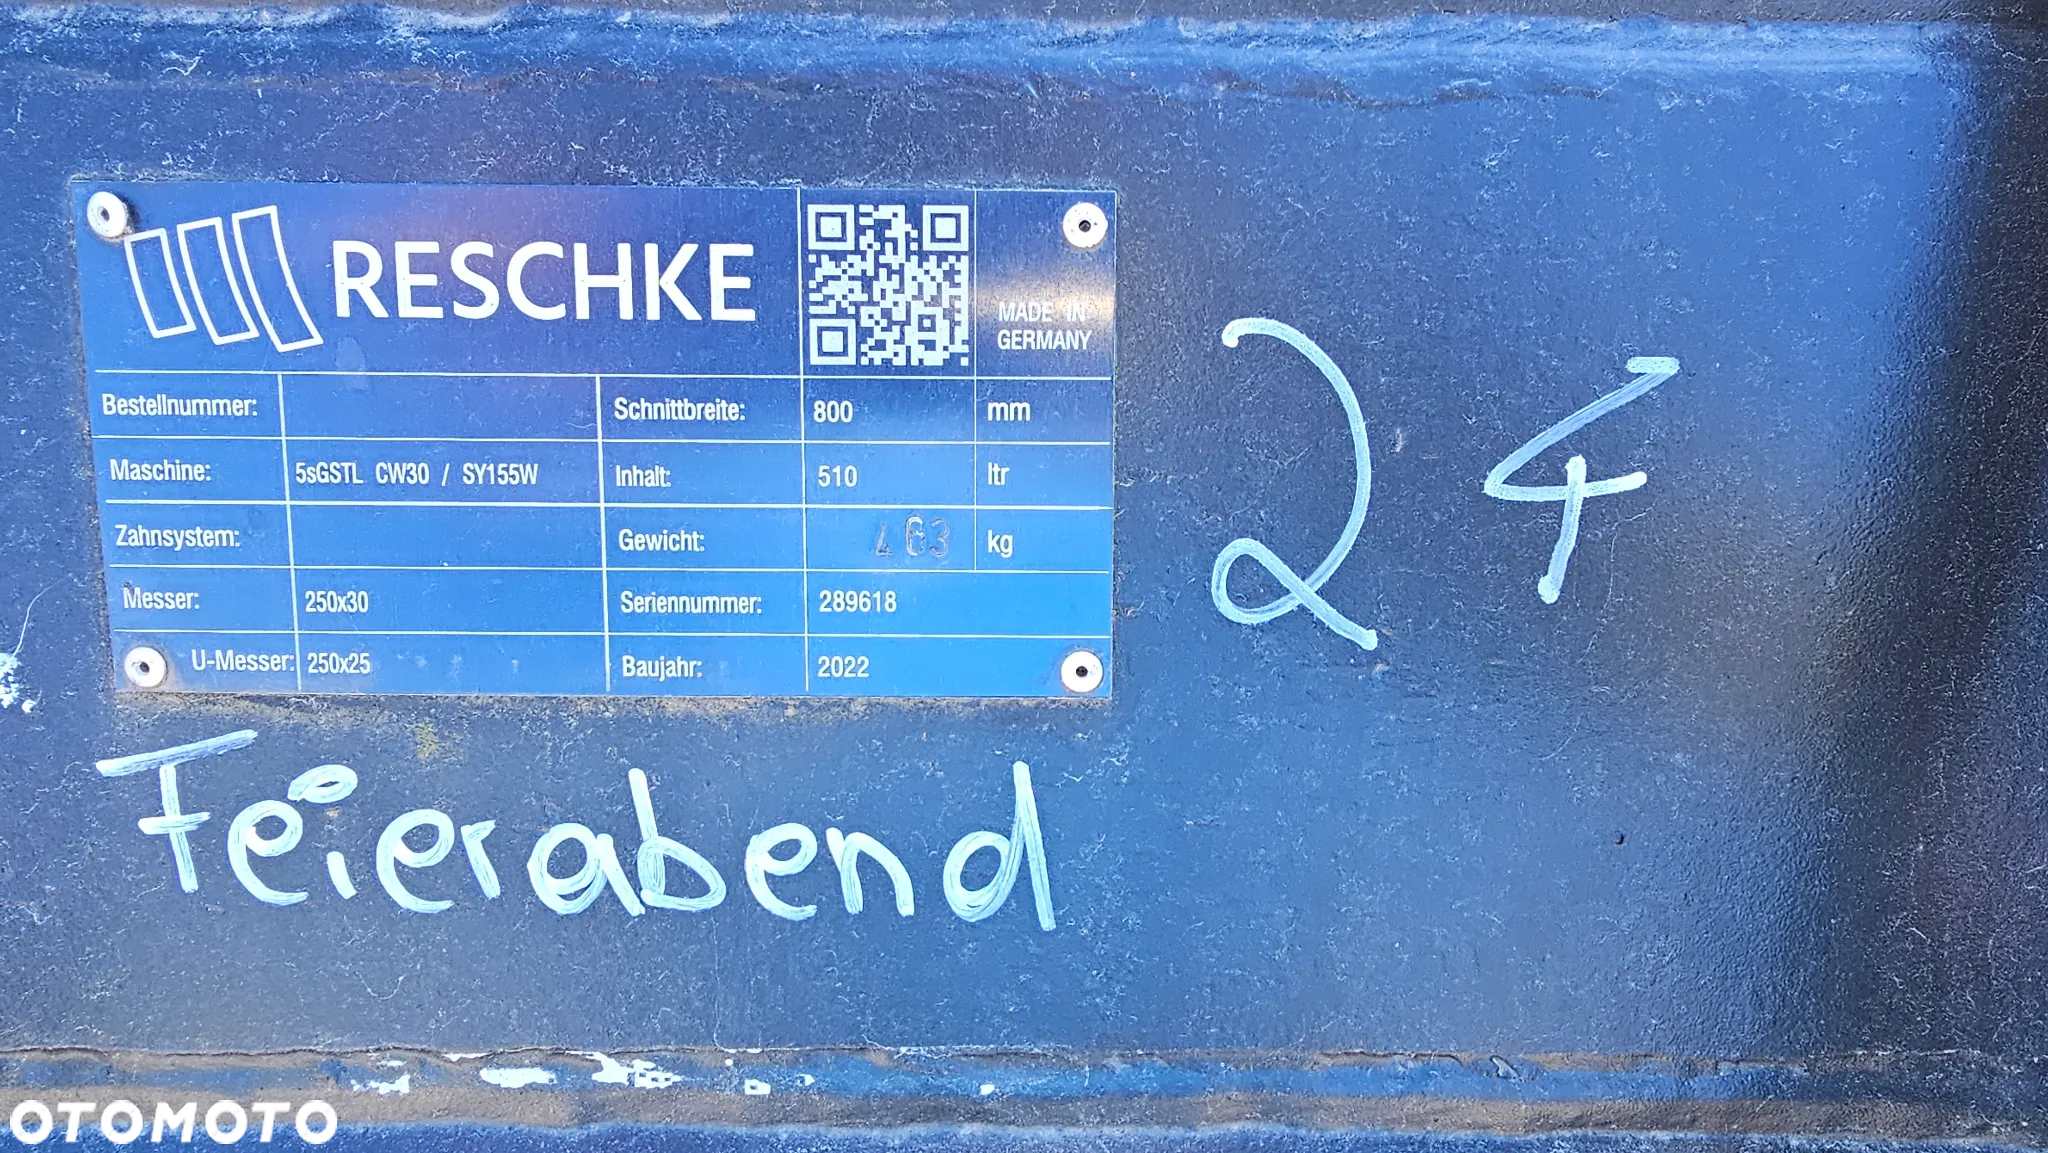 RESCHKE
MADE IN
GERMANY
Bestellnummer: Schnittbreite: 800 mm
Maschine: 5sGSTL CW30 / SY155W Inhalt: 510 ltr
Zahnsystem: Gewicht: 463 kg
Messer: 250x30 Seriennummer: 289618
U-Messer: 250x25 Baujahr: 2022
24
Feierabend
OTOMOTO